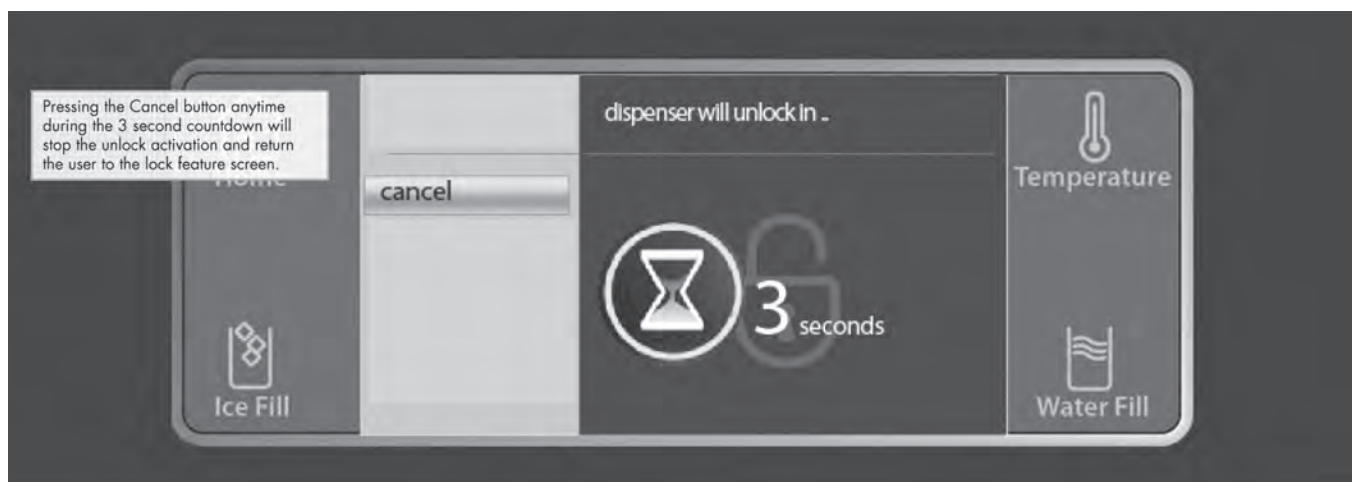 Pressing the Cancel button anytime
during the 3 second countdown will
stop the unlock activation and return
the user to the lock feature screen.
Home
Ice Fill
cancel
dispenser will unlock in ..
3 seconds
Temperature
Water Fill